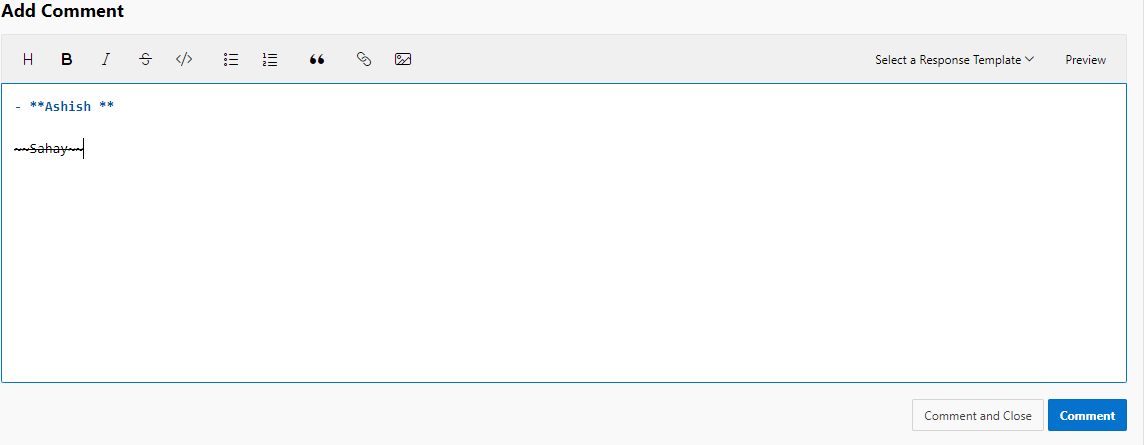 Add Comment
H B I S </> Select a Response Template Preview
- **Ashish **
~~Sahay~~
Comment and Close Comment